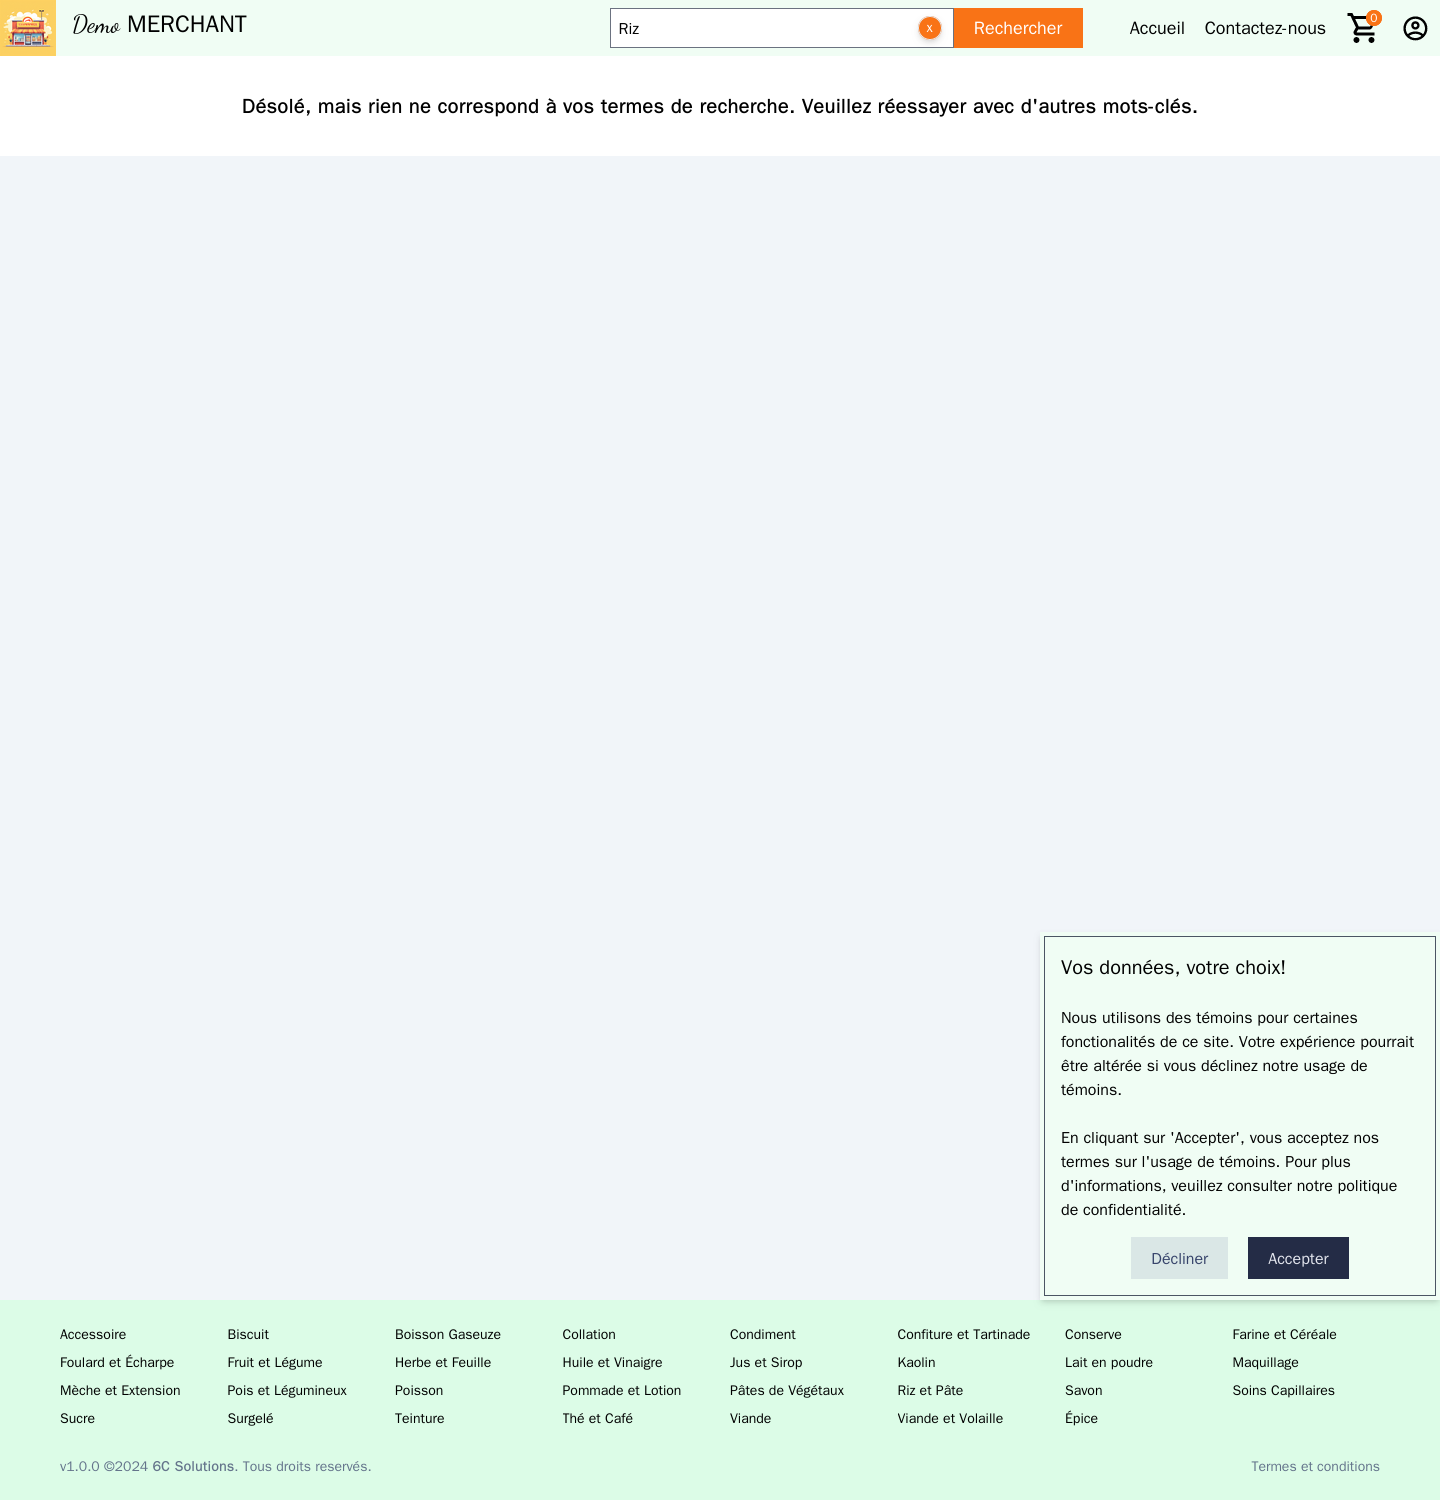 Demo MERCHANT
Riz
x
Rechercher
Accueil
Contactez-nous
0
Désolé, mais rien ne correspond à vos termes de recherche. Veuillez réessayer avec d'autres mots-clés.
Vos données, votre choix!
Nous utilisons des témoins pour certaines
fonctionalités de ce site. Votre expérience pourrait
être altérée si vous déclinez notre usage de
témoins.
En cliquant sur 'Accepter', vous acceptez nos
termes sur l'usage de témoins. Pour plus
d'informations, veuillez consulter notre politique
de confidentialité.
Décliner
Accepter
Accessoire Biscuit Boisson Gaseuze Collation Condiment Confiture et Tartinade Conserve Farine et Céréale
Foulard et Écharpe Fruit et Légume Herbe et Feuille Huile et Vinaigre Jus et Sirop Kaolin Lait en poudre Maquillage
Mèche et Extension Pois et Légumineux Poisson Pommade et Lotion Pâtes de Végétaux Riz et Pâte Savon Soins Capillaires
Sucre Surgelé Teinture Thé et Café Viande Viande et Volaille Épice
v1.0.0 ©2024 6C Solutions. Tous droits reservés.
Termes et conditions